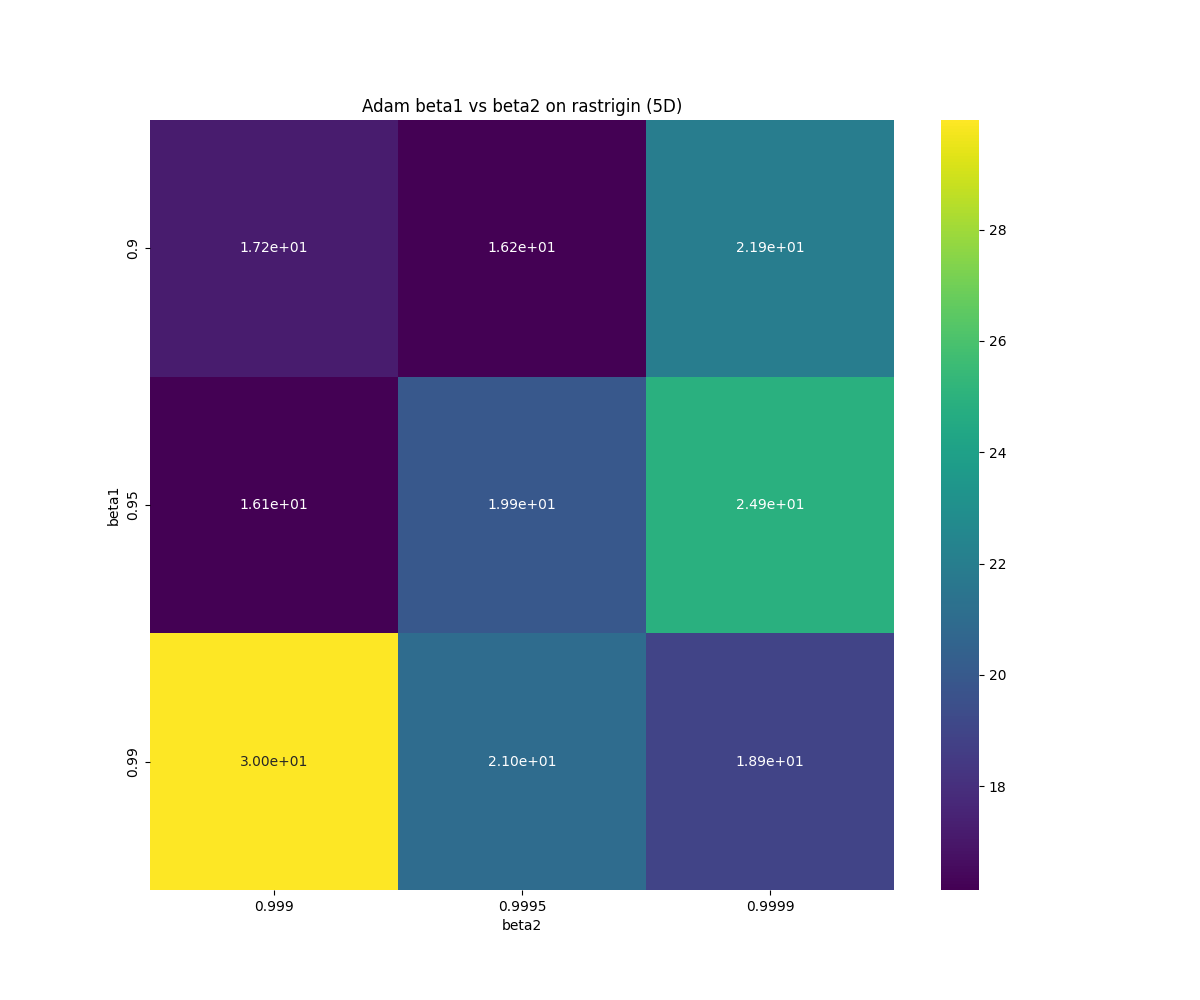 Adam beta1 vs beta2 on rastrigin (5D)
0.9
1.72e+01 1.62e+01 2.19e+01
beta1
0.95
1.61e+01 1.99e+01 2.49e+01
0.99
3.00e+01 2.10e+01 1.89e+01
0.999 0.9995 0.9999
beta2
28
26
24
22
20
18